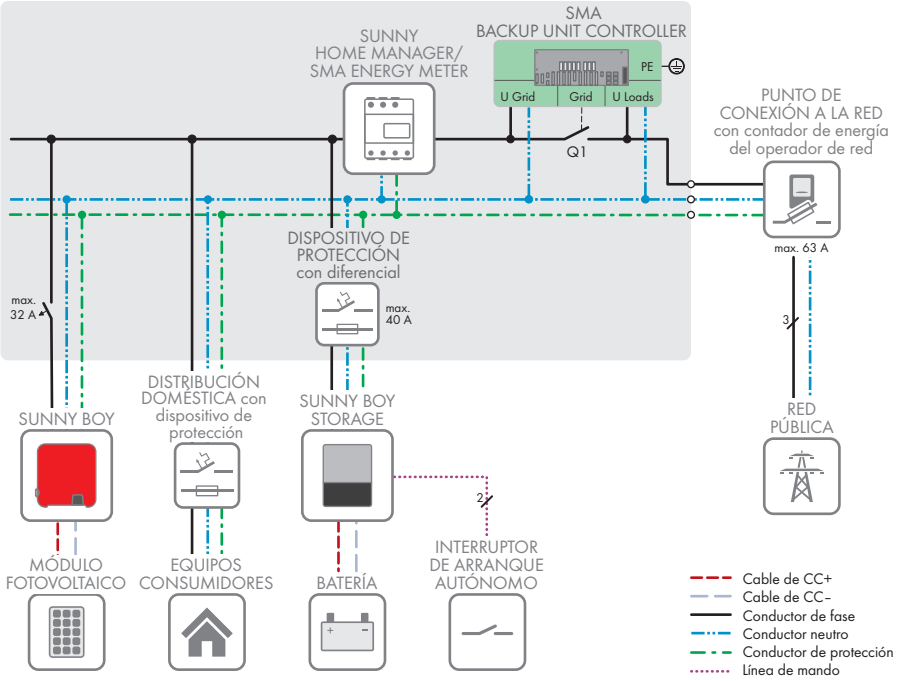 SMA
BACKUP UNIT CONTROLLER
SUNNY
HOME MANAGER/
SMA ENERGY METER
PE
U Grid
Grid
U Loads
Q1
PUNTO DE
CONEXIÓN A LA RED
con contador de energía
del operador de red
max. 63 A
3
DISPOSITIVO DE
PROTECCIÓN
con diferencial
max.
40 A
max.
32 A
SUNNY BOY
DISTRIBUCIÓN
DOMÉSTICA con
dispositivo de
protección
SUNNY BOY
STORAGE
RED
PÚBLICA
2
+
–
MÓDULO
FOTOVOLTAICO
EQUIPOS
CONSUMIDORES
BATERÍA
INTERRUPTOR
DE ARRANQUE
AUTÓNOMO
Cable de CC+
Cable de CC–
Conductor de fase
Conductor neutro
Conductor de protección
Línea de mando